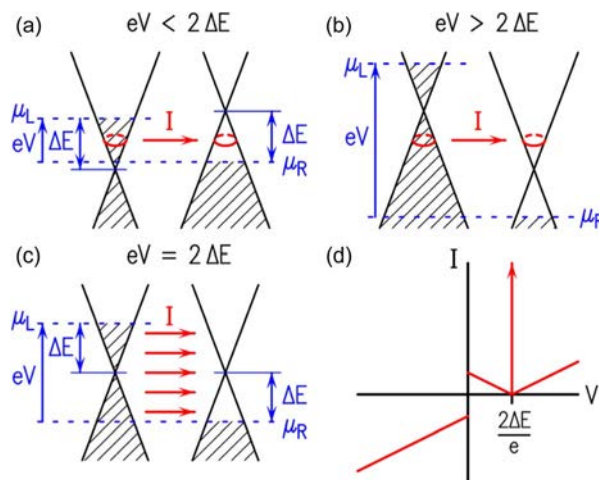 (a) eV < 2 ΔE
μL
eV ΔE
I
ΔE
μR
(b) eV > 2 ΔE
μL
eV
I
μR
(c) eV = 2 ΔE
μL
I
ΔE
eV
ΔE
μR
(d)
I
V
2ΔE
e